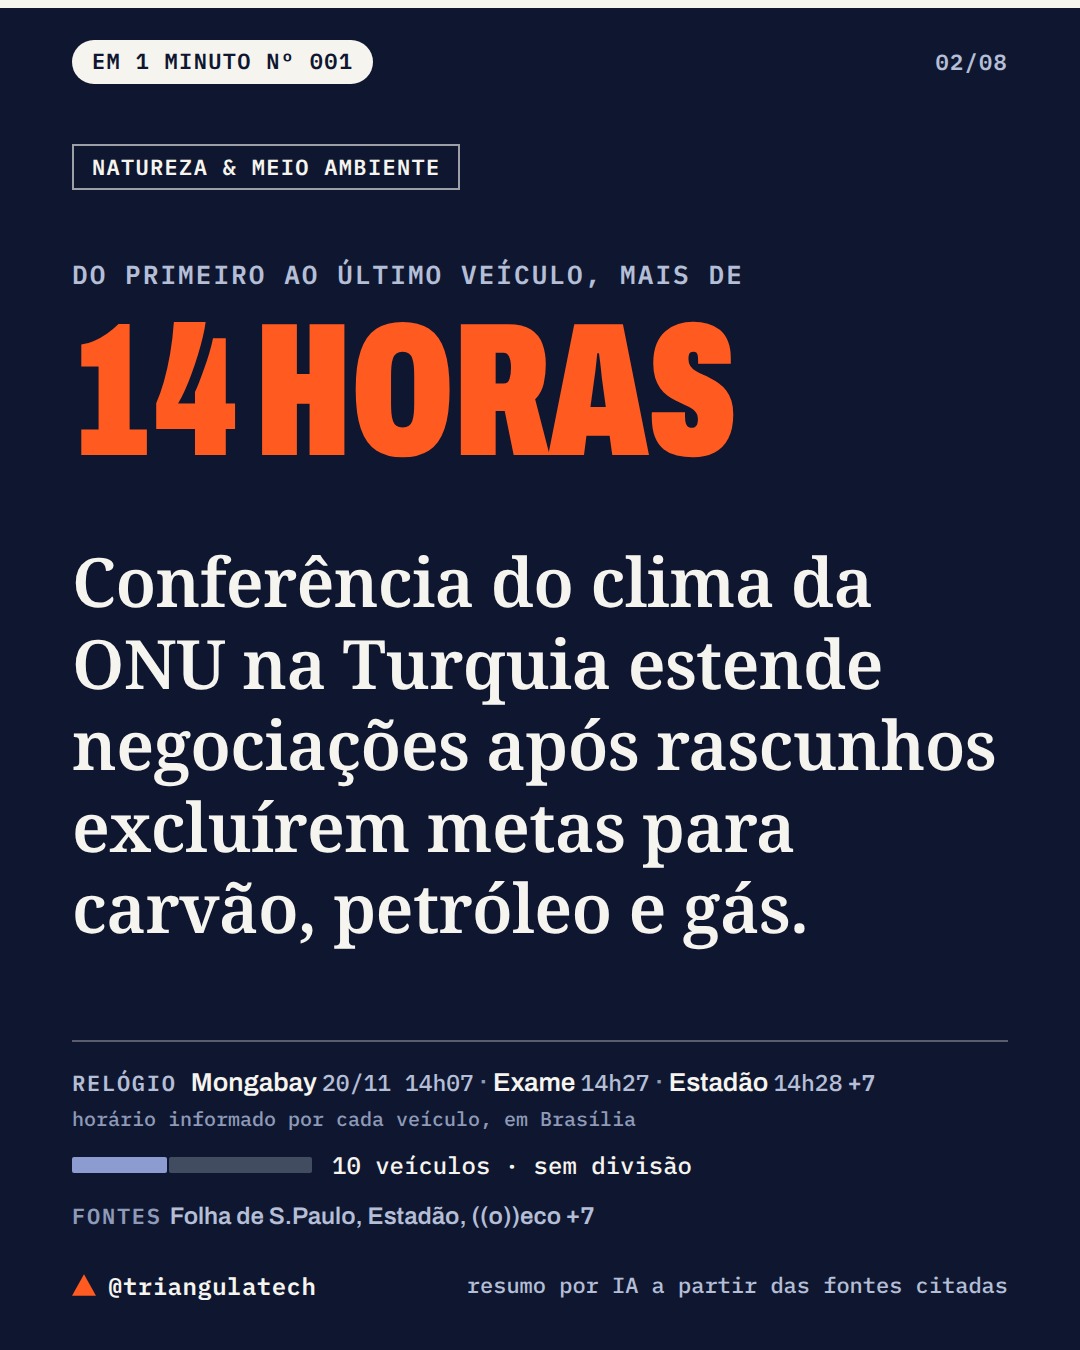 EM 1 MINUTO Nº 001
02/08
NATUREZA & MEIO AMBIENTE
DO PRIMEIRO AO ÚLTIMO VEÍCULO, MAIS DE
14 HORAS
Conferência do clima da
ONU na Turquia estende
negociações após rascunhos
excluírem metas para
carvão, petróleo e gás.
RELÓGIO Mongabay 20/11 14h07 · Exame 14h27 · Estadão 14h28 +7
horário informado por cada veículo, em Brasília
10 veículos · sem divisão
FONTES Folha de S.Paulo, Estadão, ((o))eco +7
@triangulatech
resumo por IA a partir das fontes citadas